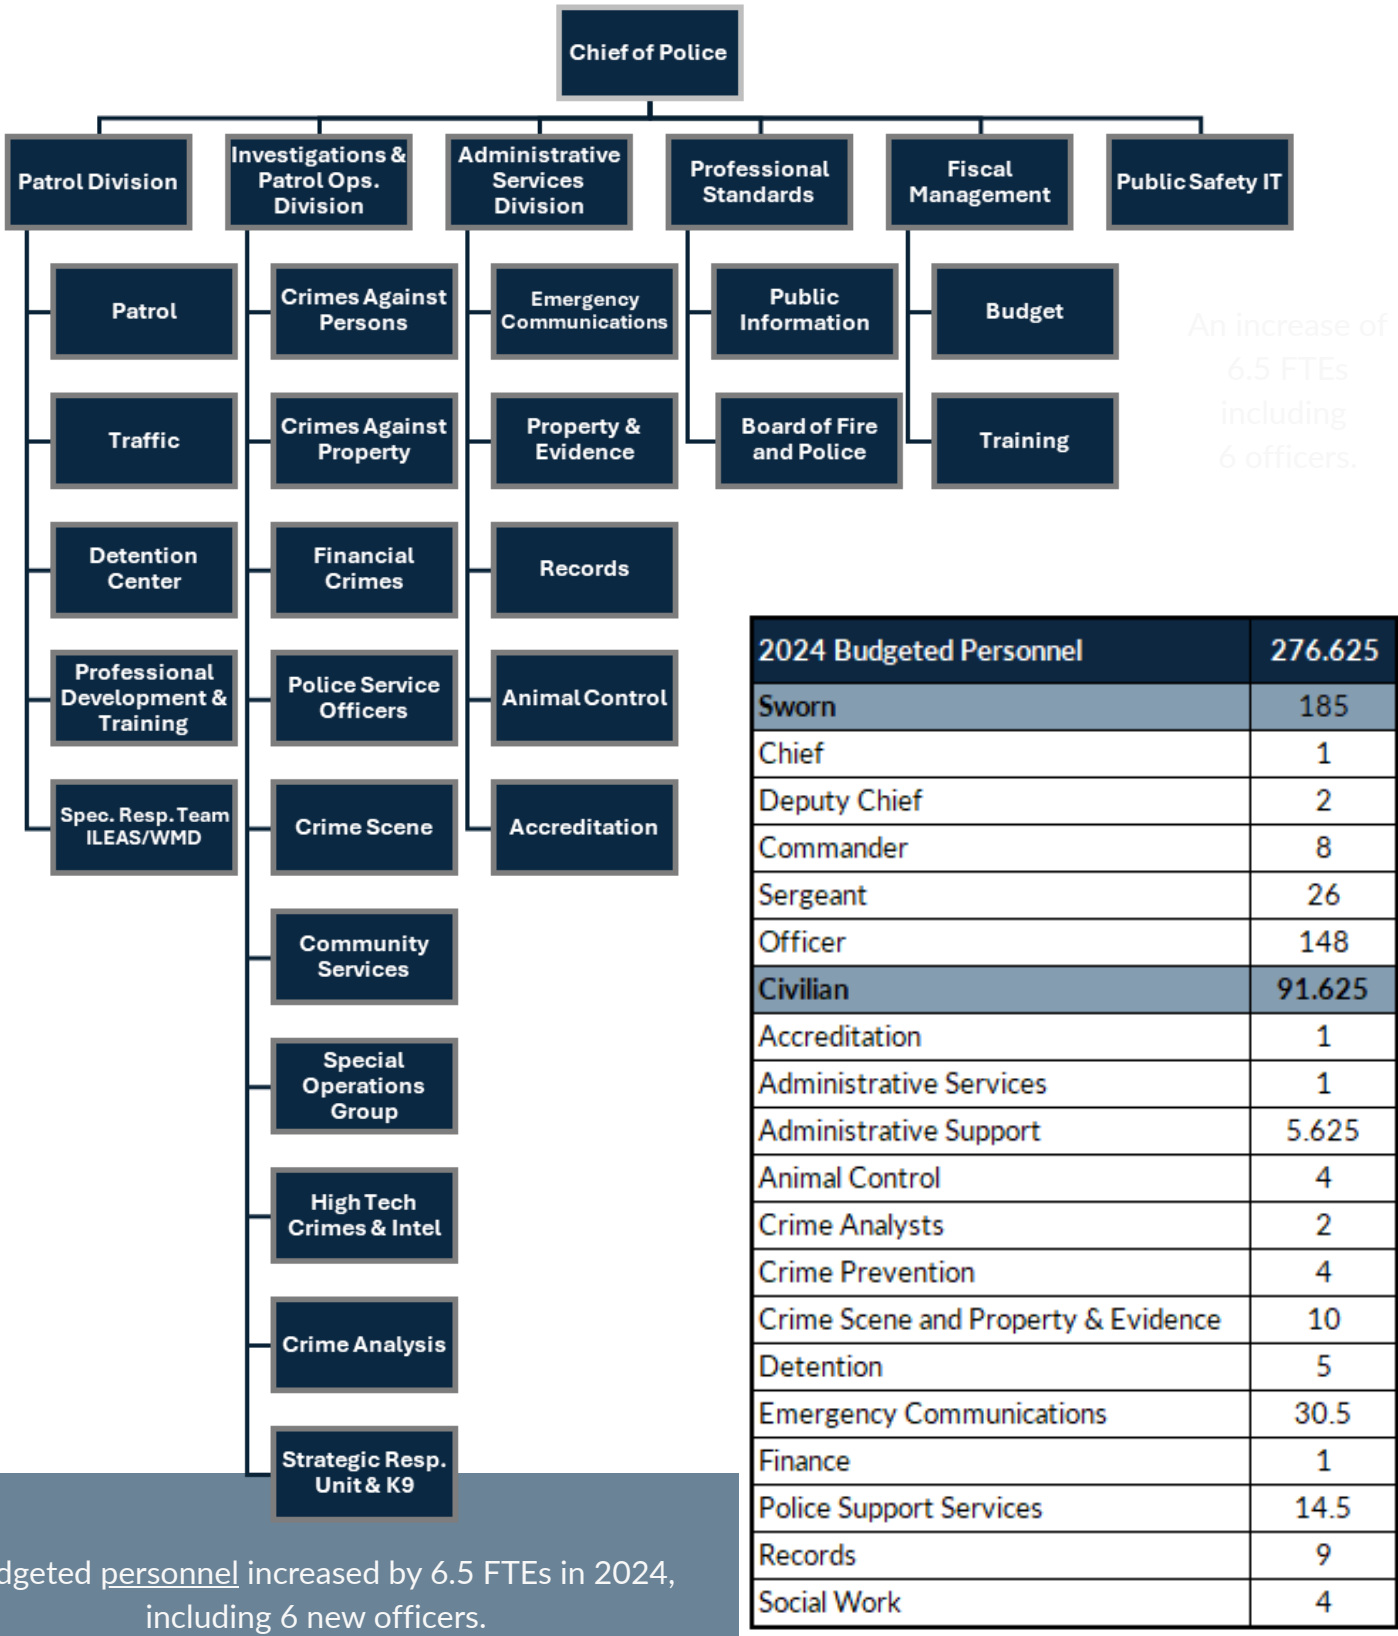 Chief of Police
Patrol Division
Investigations &
Patrol Ops.
Division
Administrative
Services
Division
Professional
Standards
Fiscal
Management
Public Safety IT
Patrol
Traffic
Detention
Center
Professional
Development &
Training
Spec. Resp. Team
ILEAS/WMD
Crimes Against
Persons
Crimes Against
Property
Financial
Crimes
Police Service
Officers
Crime Scene
Community
Services
Special
Operations
Group
High Tech
Crimes & Intel
Crime Analysis
Strategic Resp.
Unit & K9
Emergency
Communications
Property &
Evidence
Records
Animal Control
Accreditation
Public
Information
Board of Fire
and Police
Budget
Training
An increase of
6.5 FTEs
including
6 officers.
2024 Budgeted Personnel 276.625
Sworn 185
Chief 1
Deputy Chief 2
Commander 8
Sergeant 26
Officer 148
Civilian 91.625
Accreditation 1
Administrative Services 1
Administrative Support 5.625
Animal Control 4
Crime Analysts 2
Crime Prevention 4
Crime Scene and Property & Evidence 10
Detention 5
Emergency Communications 30.5
Finance 1
Police Support Services 14.5
Records 9
Social Work 4
dgeted personnel increased by 6.5 FTEs in 2024,
including 6 new officers.